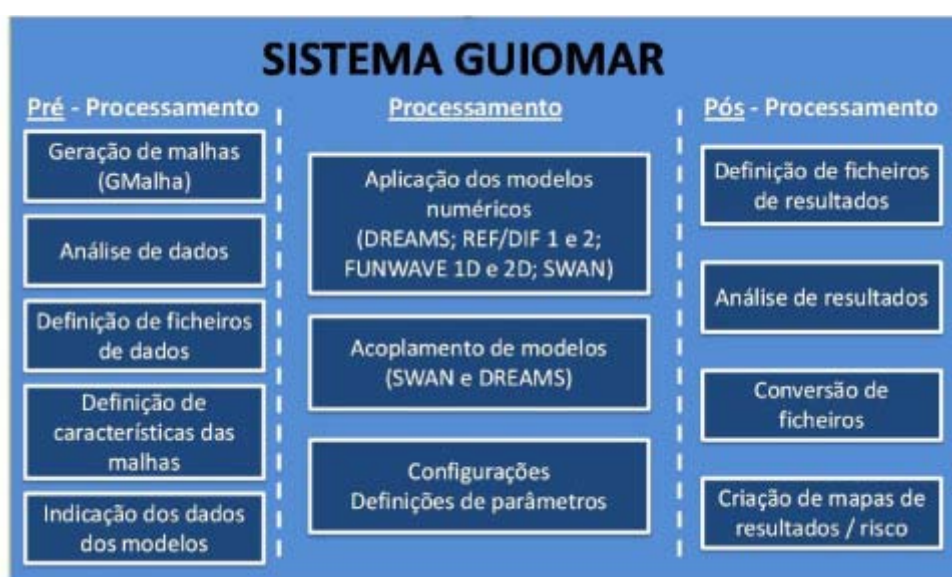 SISTEMA GUIOMAR
Pré - Processamento
Geração de malhas
(GMalha)
Análise de dados
Definição de ficheiros
de dados
Definição de
características das
malhas
Indicação dos dados
dos modelos
Processamento
Aplicação dos modelos
numéricos
(DREAMS; REF/DIF 1 e 2;
FUNWAVE 1D e 2D; SWAN)
Acoplamento de modelos
(SWAN e DREAMS)
Configurações
Definições de parâmetros
Pós - Processamento
Definição de ficheiros
de resultados
Análise de resultados
Conversão de
ficheiros
Criação de mapas de
resultados / risco